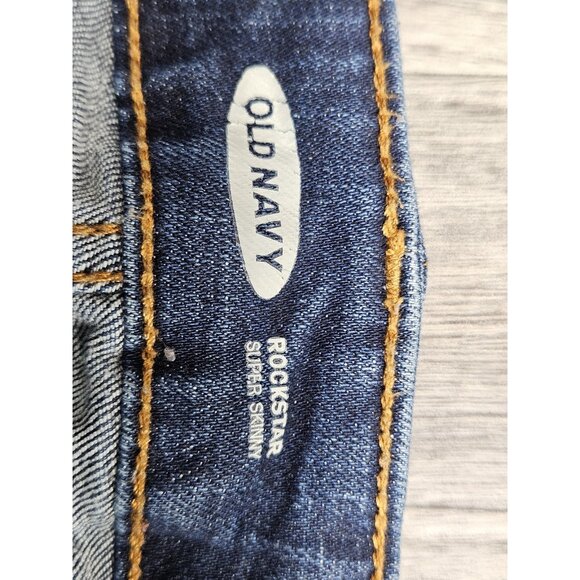 OLD NAVY
ROCKSTAR
SUPER SKINNY